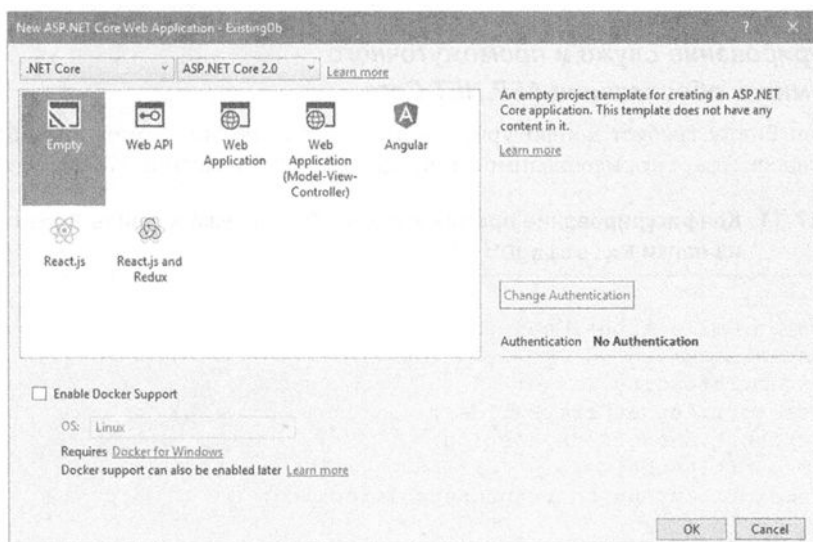 New ASP.NET Core Web Application - ExistingDb
? ×
.NET Core
ASP.NET Core 2.0
Learn more
Empty
Web API
Web
Application
Web
Application
(Model-View-
Controller)
Angular
React.js
React.js and
Redux
An empty project template for creating an ASP.NET
Core application. This template does not have any
content in it.
Learn more
Change Authentication
Authentication No Authentication
Enable Docker Support
OS: Linux
Requires Docker for Windows
Docker support can also be enabled later Learn more
OK Cancel